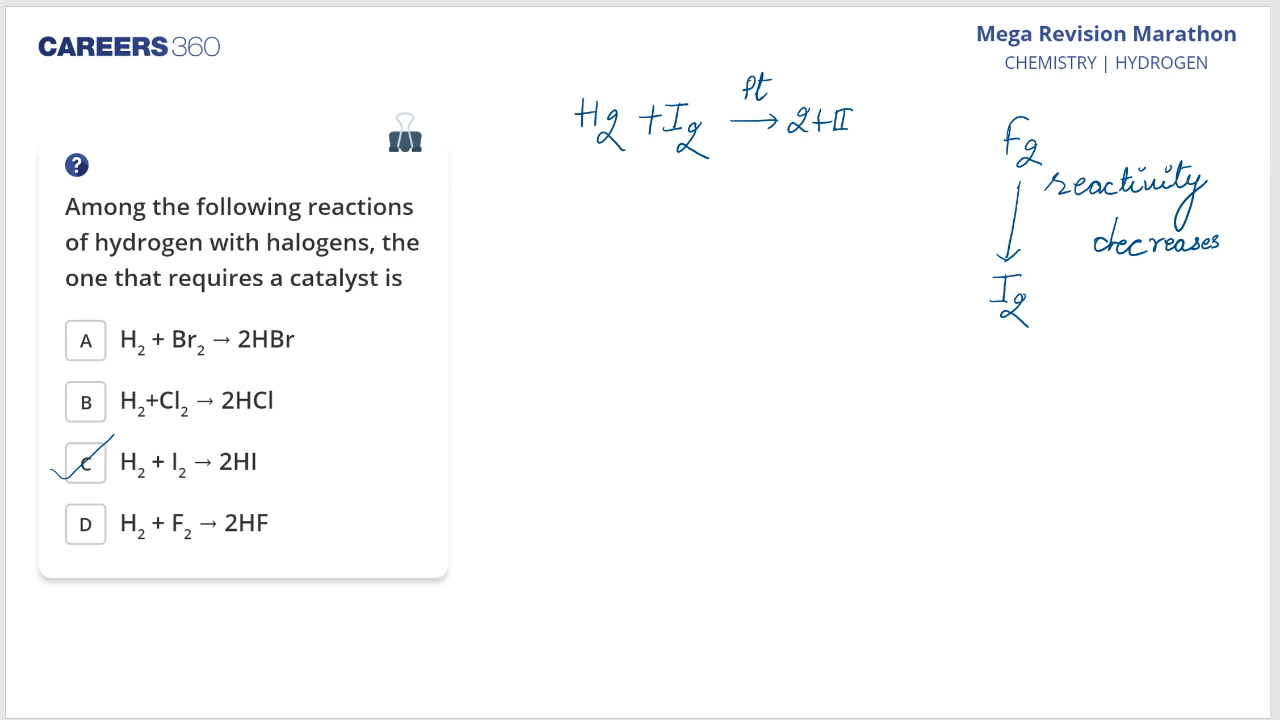 CAREERS360
Mega Revision Marathon
CHEMISTRY | HYDROGEN
Pt
H2 + I2 → 2HI
F2
reactivity
decreases
I2
?
Among the following reactions
of hydrogen with halogens, the
one that requires a catalyst is
A H₂ + Br₂ → 2HBr
B H₂+Cl₂ → 2HCl
C H₂ + I₂ → 2HI
D H₂ + F₂ → 2HF